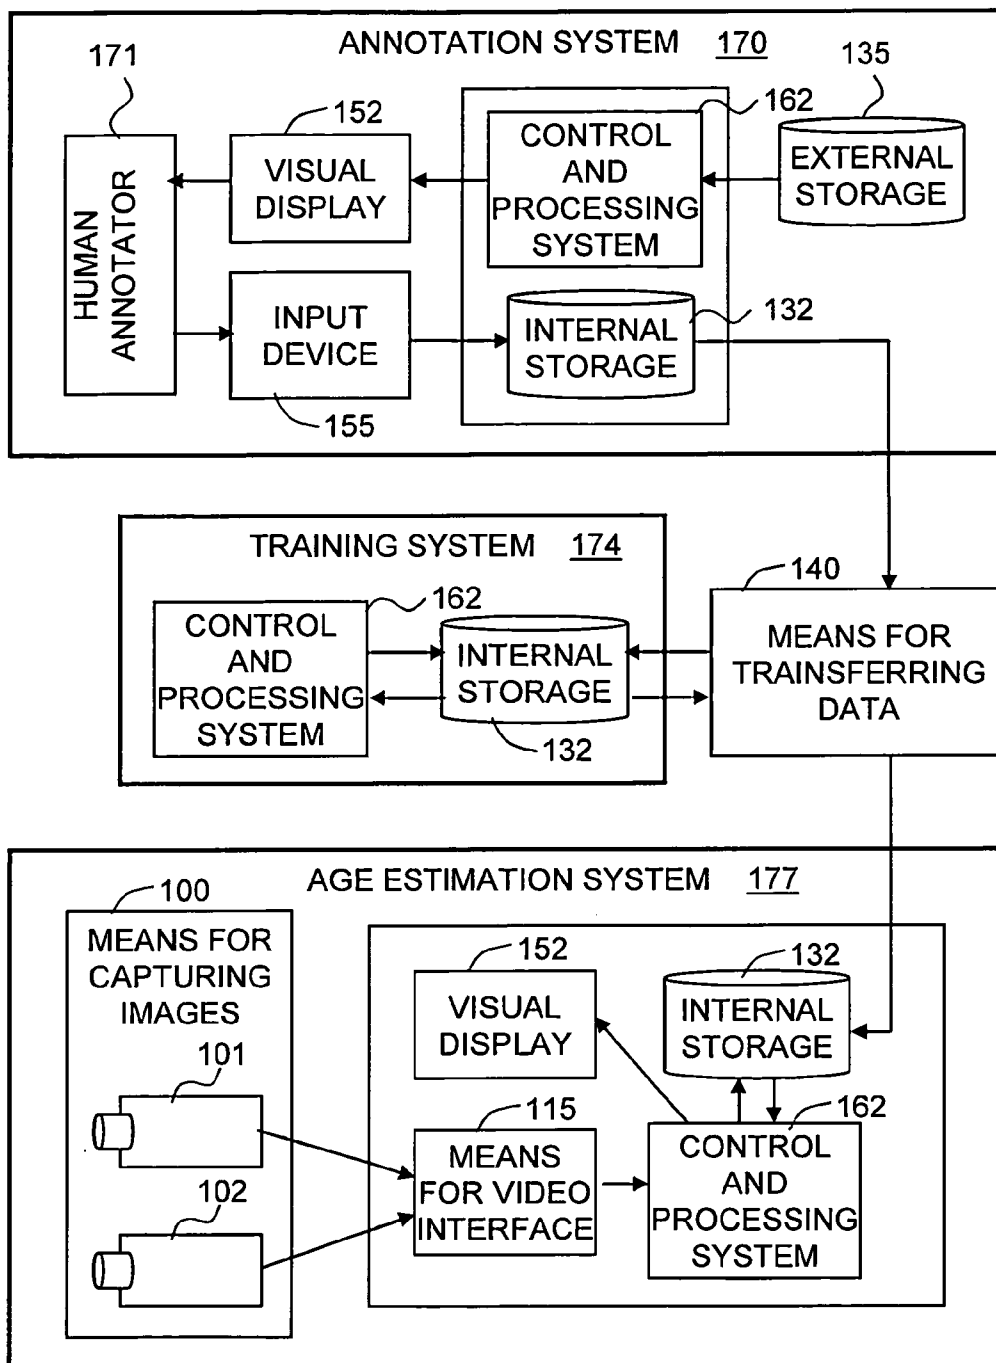 ANNOTATION SYSTEM 170
171
152
162
135
HUMAN
ANNOTATOR
VISUAL
DISPLAY
CONTROL
AND
PROCESSING
SYSTEM
EXTERNAL
STORAGE
INPUT
DEVICE
155
INTERNAL
STORAGE
132
TRAINING SYSTEM 174
162
CONTROL
AND
PROCESSING
SYSTEM
INTERNAL
STORAGE
132
140
MEANS FOR
TRAINSFERRING
DATA
AGE ESTIMATION SYSTEM 177
100
MEANS FOR
CAPTURING
IMAGES
101
102
152
VISUAL
DISPLAY
132
INTERNAL
STORAGE
115
MEANS
FOR VIDEO
INTERFACE
162
CONTROL
AND
PROCESSING
SYSTEM